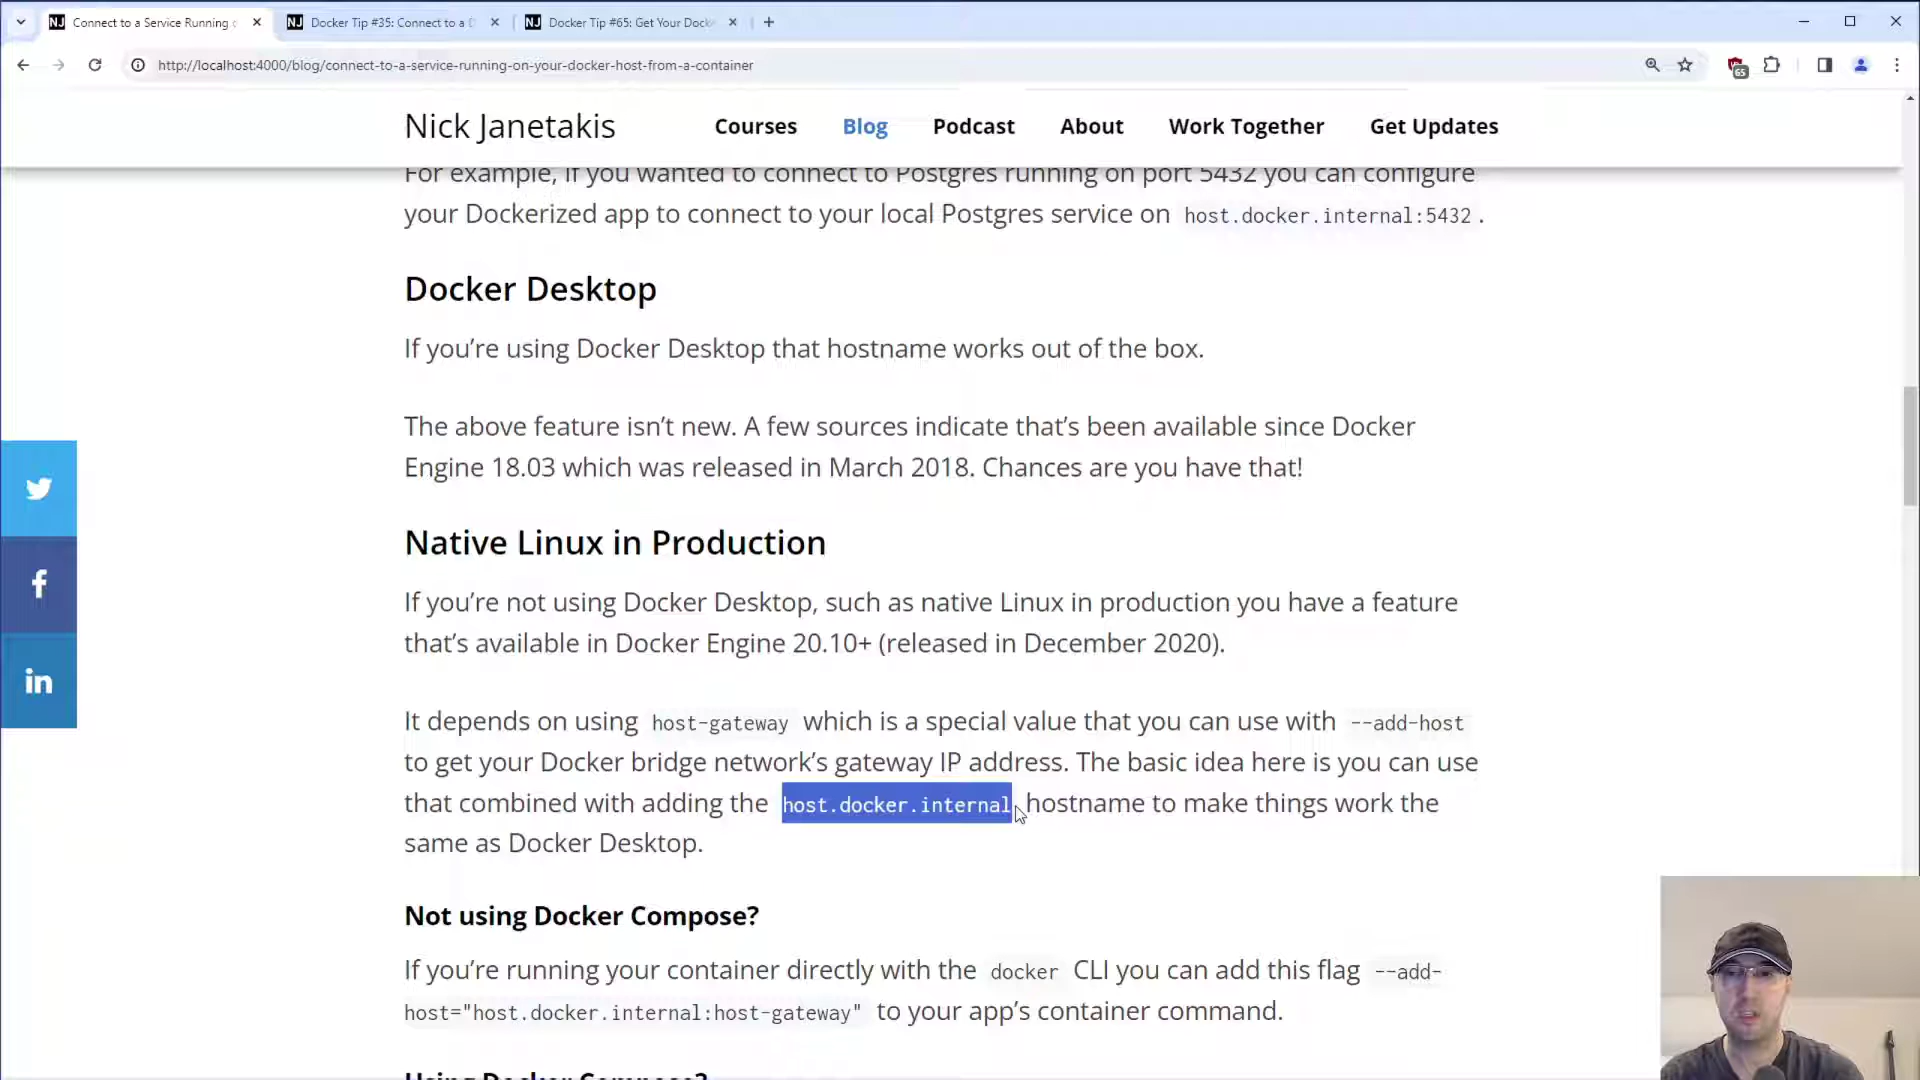 NJ Connect to a Service Running
NJ Docker Tip #35: Connect to a
NJ Docker Tip #65: Get Your Dock
http://localhost:4000/blog/connect-to-a-service-running-on-your-docker-host-from-a-container
65
Nick Janetakis
Courses
Blog
Podcast
About
Work Together
Get Updates
For example, if you wanted to connect to Postgres running on port 5432 you can configure
your Dockerized app to connect to your local Postgres service on host.docker.internal:5432.
Docker Desktop
If you’re using Docker Desktop that hostname works out of the box.
The above feature isn’t new. A few sources indicate that’s been available since Docker
Engine 18.03 which was released in March 2018. Chances are you have that!
Native Linux in Production
If you’re not using Docker Desktop, such as native Linux in production you have a feature
that’s available in Docker Engine 20.10+ (released in December 2020).
It depends on using host-gateway which is a special value that you can use with --add-host
to get your Docker bridge network’s gateway IP address. The basic idea here is you can use
that combined with adding the host.docker.internal hostname to make things work the
same as Docker Desktop.
Not using Docker Compose?
If you’re running your container directly with the docker CLI you can add this flag --add-
host="host.docker.internal:host-gateway" to your app’s container command.
Using Docker Compose?